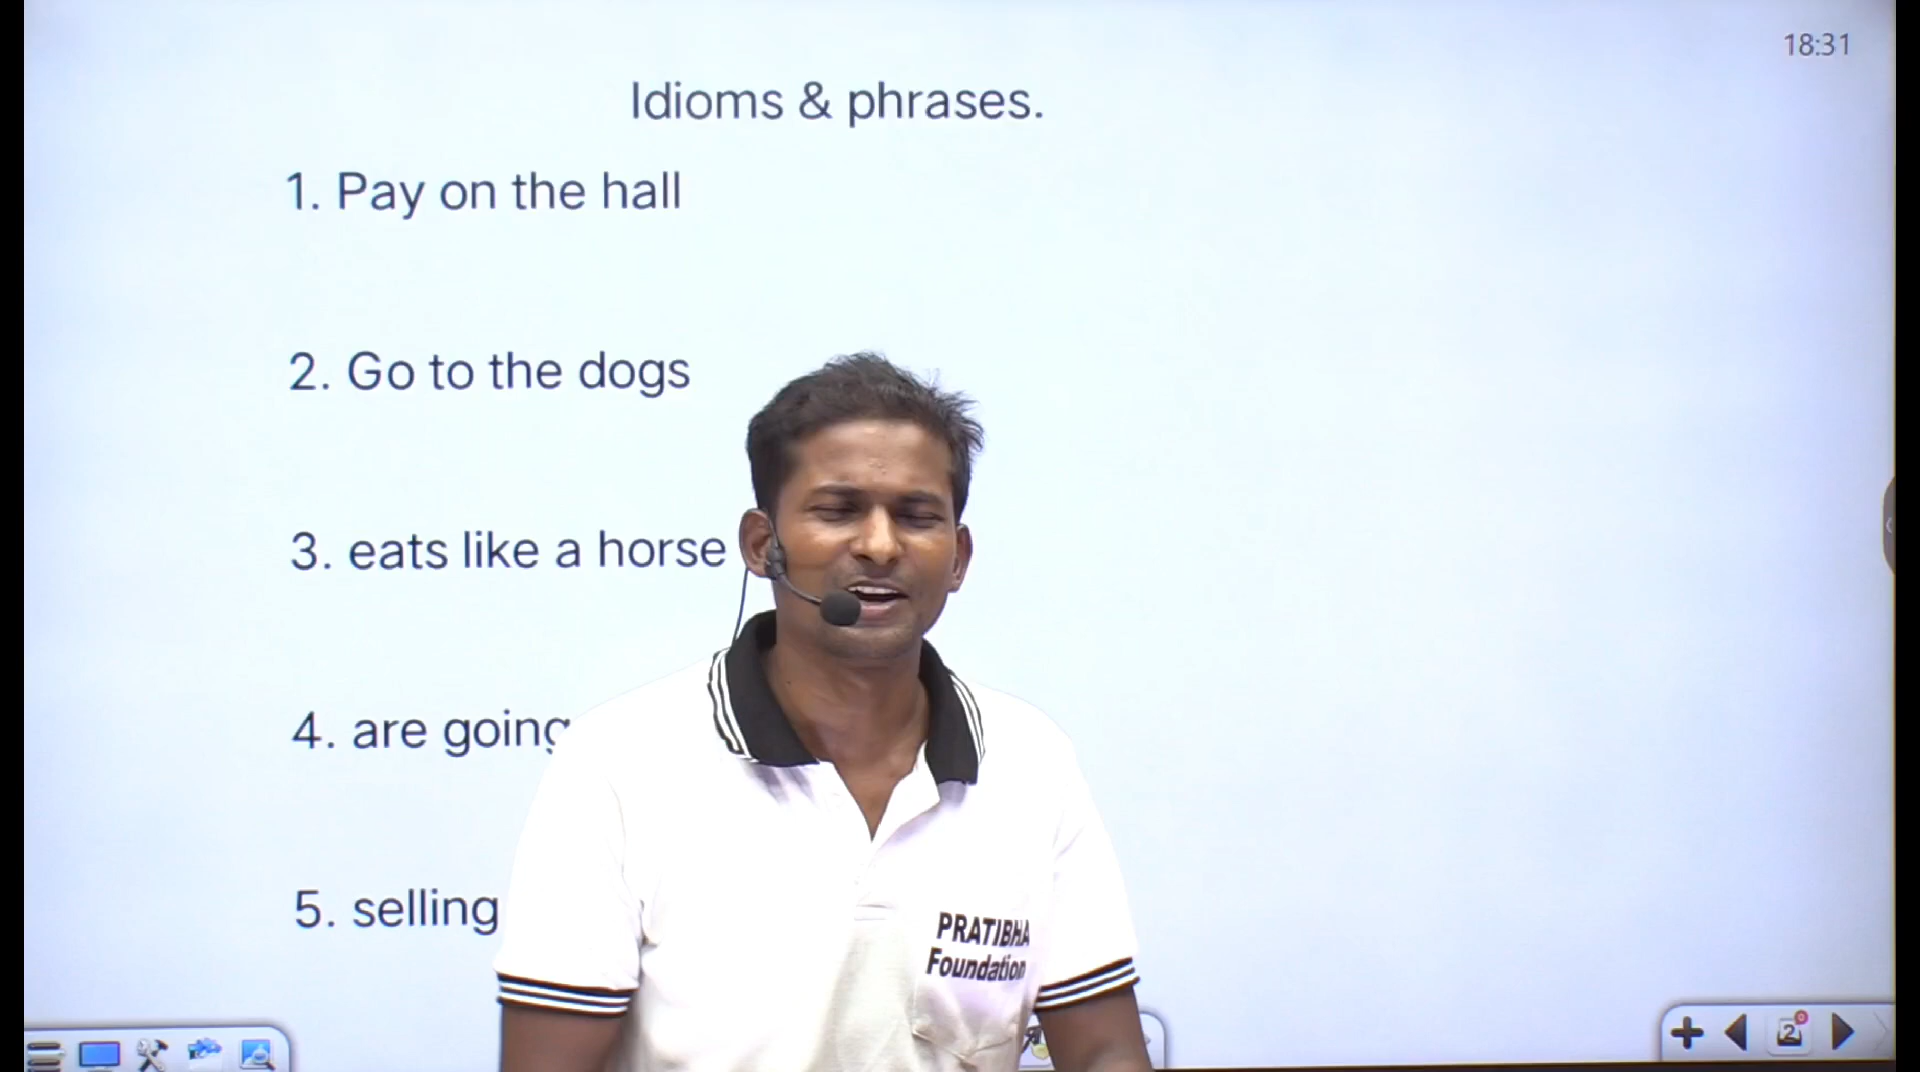 18:31
Idioms & phrases.
1. Pay on the hall
2. Go to the dogs
3. eats like a horse
4. are going
5. selling
PRATIBHA
Foundation
2